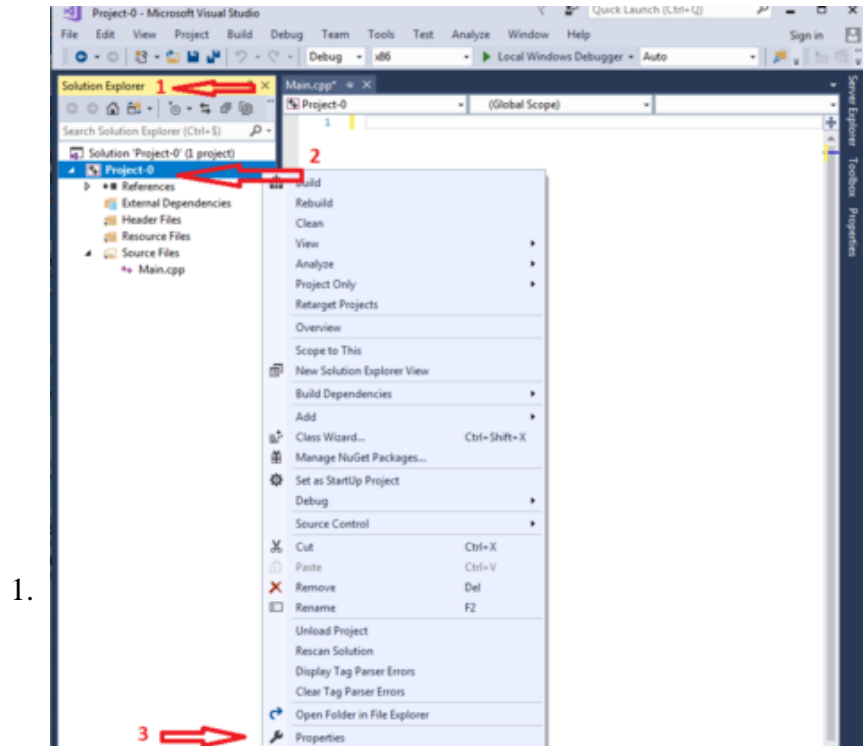 Project-0 - Microsoft Visual Studio
Quick Launch (Ctrl+Q)
File Edit View Project Build Debug Team Tools Test Analyze Window Help Sign in
Debug x86 Local Windows Debugger Auto
Solution Explorer 1
Main.cpp*
Project-0 (Global Scope)
Search Solution Explorer (Ctrl+$)
1
Solution 'Project-0' (1 project)
2
Project-0
References
External Dependencies
Header Files
Resource Files
Source Files
Main.cpp
Build
Rebuild
Clean
View
Analyze
Project Only
Retarget Projects
Overview
Scope to This
New Solution Explorer View
Build Dependencies
Add
Class Wizard... Ctrl+Shift+X
Manage NuGet Packages...
Set as StartUp Project
Debug
Source Control
Cut Ctrl+X
Paste Ctrl+V
1.
Remove Del
Rename F2
Unload Project
Rescan Solution
Display Tag Parser Errors
Clear Tag Parser Errors
Open Folder in File Explorer
3
Properties
Server Explorer
Toolbox
Properties